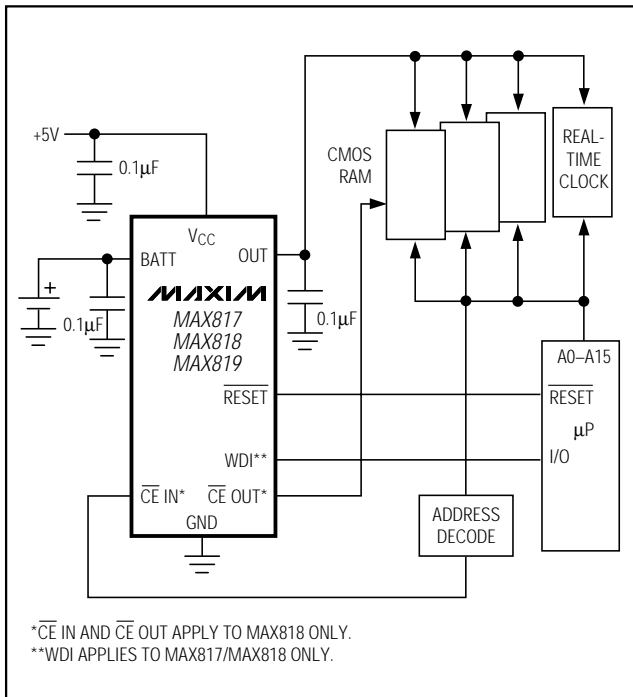 +5V
0.1µF
VCC
BATT
OUT
+
0.1µF
MAXIM
MAX817
MAX818
MAX819
0.1µF
RESET
WDI**
CE IN*
CE OUT*
GND
CMOS
RAM
REAL-
TIME
CLOCK
A0–A15
RESET
µP
I/O
ADDRESS
DECODE
*CE IN AND CE OUT APPLY TO MAX818 ONLY.
**WDI APPLIES TO MAX817/MAX818 ONLY.